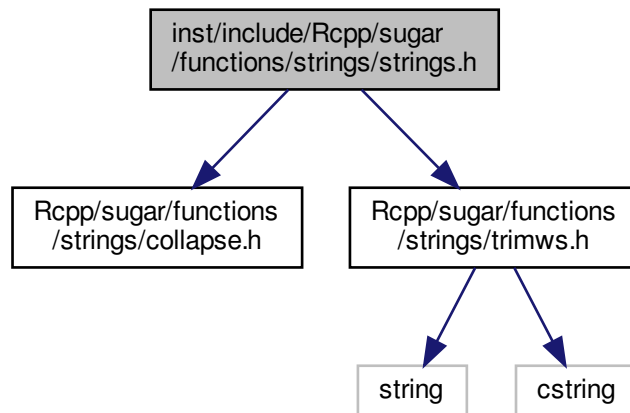 inst/include/Rcpp/sugar
/functions/strings/strings.h
Rcpp/sugar/functions
/strings/collapse.h
Rcpp/sugar/functions
/strings/trimws.h
string
cstring